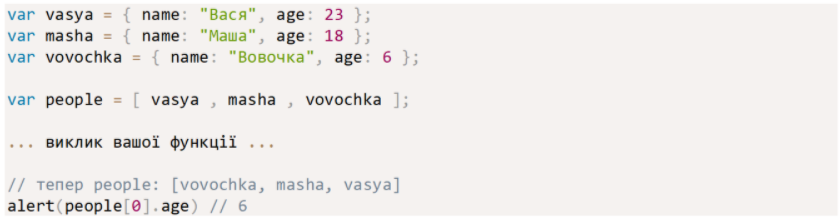 var vasya = { name: "Вася", age: 23 };
var masha = { name: "Маша", age: 18 };
var vovochka = { name: "Вовочка", age: 6 };
var people = [ vasya , masha , vovochka ];
... виклик вашої функції ...
// тепер people: [vovochka, masha, vasya]
alert(people[0].age) // 6